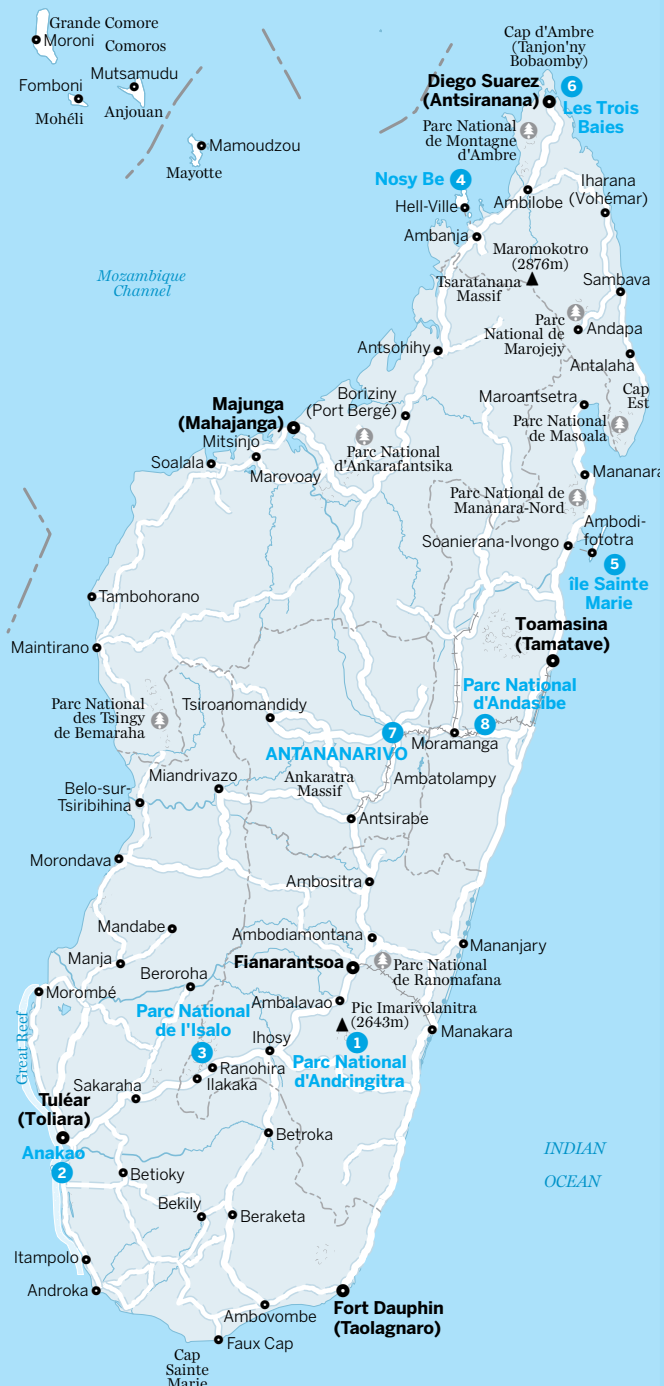 Grande Comore
Moroni
Comoros
Cap d'Ambre
(Tanjon'ny
Bobaomby)
Fomboni
Mutsamudu
Mohéli
Anjouan
Diego Suarez
(Antsiranana)
6
Les Trois
Baies
Parc National
de Montagne
d'Ambre
Mamoudzou
Mayotte
Nosy Be 4
Hell-Ville
Ambilobe
Iharana
(Vohémar)
Ambanja
Maromokotro
(2876m)
Mozambique
Channel
Tsaratanana
Massif
Sambava
Parc
National de
Marojejy
Andapa
Antsohihy
Antalaha
Cap
Est
Boriziny
(Port Bergé)
Maroantsetra
Majunga
(Mahajanga)
Parc National
de Masoala
Mitsinjo
Soalala
Marovoay
Parc National
d'Ankarafantsika
Mananara
Parc National de
Mananara-Nord
Ambodi-
fototra
Soanierana-Ivongo
5
île Sainte
Marie
Tambohorano
Toamasina
(Tamatave)
Maintirano
Parc National
d'Andasibe
8
Parc National
des Tsingy
de Bemaraha
Tsiroanomandidy
7
ANTANANARIVO
Moramanga
Miandrivazo
Ankaratra
Massif
Ambatolampy
Belo-sur-
Tsiribihina
Antsirabe
Morondava
Ambositra
Mandabe
Ambodiamontana
Mananjary
Manja
Fianarantsoa
Parc National
de Ranomafana
Beroroha
Morombé
Ambalavao
Pic Imarivolanitra
(2643m)
Parc National
de l'Isalo
3
Great Reef
Manakara
1
Parc National
d'Andringitra
Ihosy
Ranohira
Ilakaka
Sakaraha
Tuléar
(Toliara)
Anakao
2
Betroka
INDIAN
OCEAN
Betioky
Bekily
Beraketa
Itampolo
Androka
Ambovombe
Fort Dauphin
(Taolagnaro)
Faux Cap
Cap
Sainte
Marie